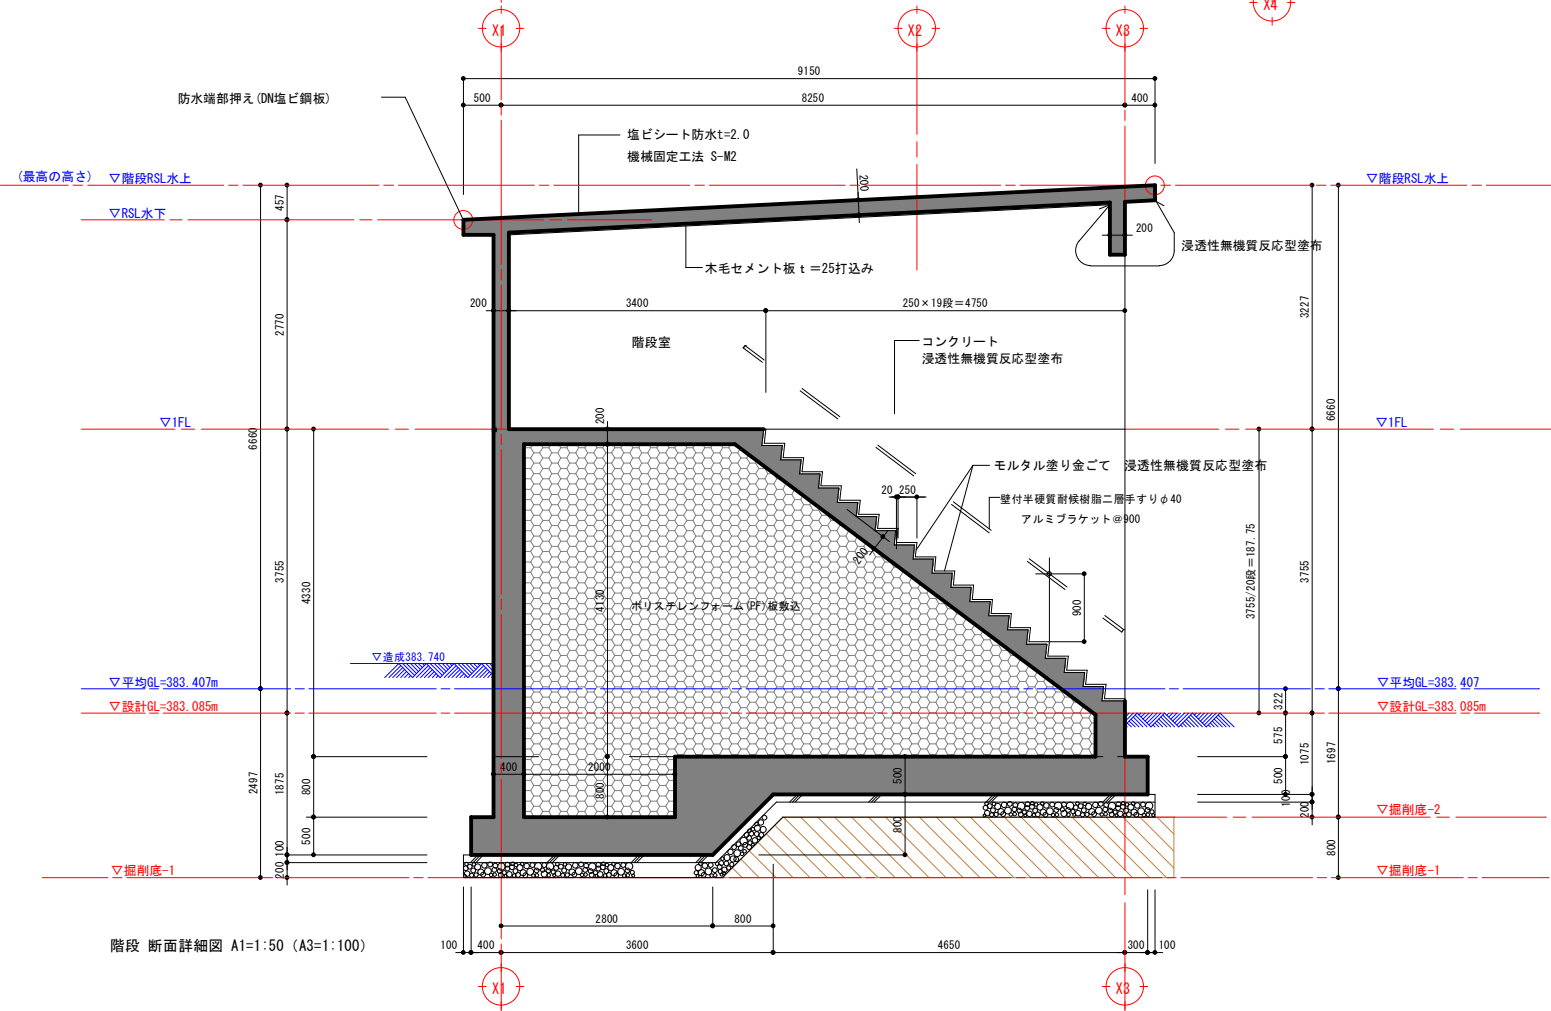 X4
X1
X2
X3
9150
500
8250
400
防水端部押え(DN塩ビ鋼板)
塩ビシート防水t=2.0
機械固定工法 S-M2
(最高の高さ)
▽階段RSL水上
▽階段RSL水上
457
200
▽RSL水下
200
浸透性無機質反応型塗布
木毛セメント板 t =25打込み
200
3400
250×19段=4750
2770
3227
階段室
コンクリート
浸透性無機質反応型塗布
▽1FL
▽1FL
200
6660
6660
モルタル塗り金ごて 浸透性無機質反応型塗布
20
250
壁付半硬質耐候樹脂二層手すりφ40
アルミブラケット@900
200
3755
4330
3755/20段=187.75
3755
4130
ポリスチレンフォーム(PF)板敷込
900
▽造成383.740
▽平均GL=383.407m
▽平均GL=383.407
▽設計GL=383.085m
▽設計GL=383.085m
322
575
1075
1697
400
2000
500
500
2497
1875
800
800
100
200
▽掘削底-2
500
800
800
100
200
▽掘削底-1
▽掘削底-1
2800
800
階段 断面詳細図 A1=1:50 (A3=1:100)
100
400
3600
4650
300
100
X1
X3